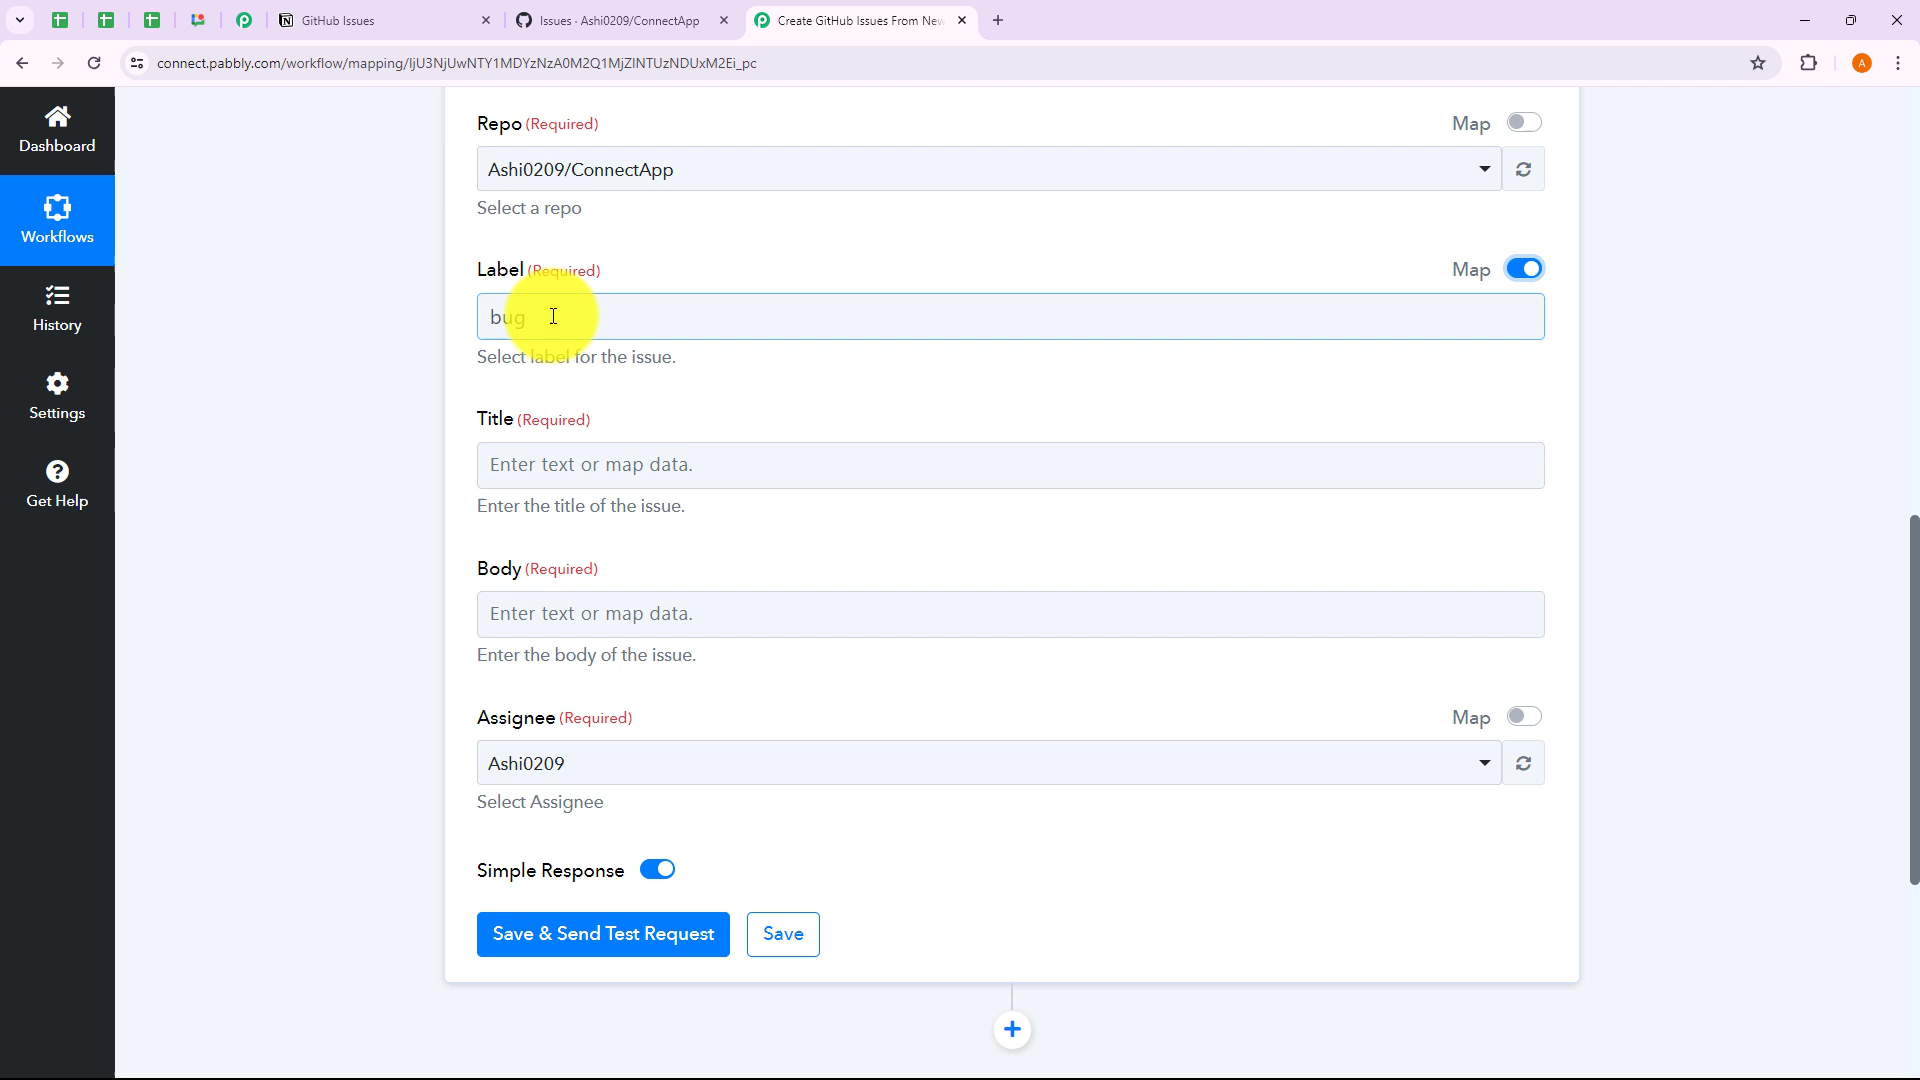 GitHub Issues
Issues · Ashi0209/ConnectApp
Create GitHub Issues From New
connect.pabbly.com/workflow/mapping/IjU3NjUwNTY1MDYzNzA0M2Q1MjZlNTUzNDUxM2Ei_pc
A
Dashboard
Workflows
History
Settings
Get Help
Repo (Required)
Map
Ashi0209/ConnectApp
Select a repo
Label (Required)
Map
bug
Select label for the issue.
Title (Required)
Enter text or map data.
Enter the title of the issue.
Body (Required)
Enter text or map data.
Enter the body of the issue.
Assignee (Required)
Map
Ashi0209
Select Assignee
Simple Response
Save & Send Test Request
Save